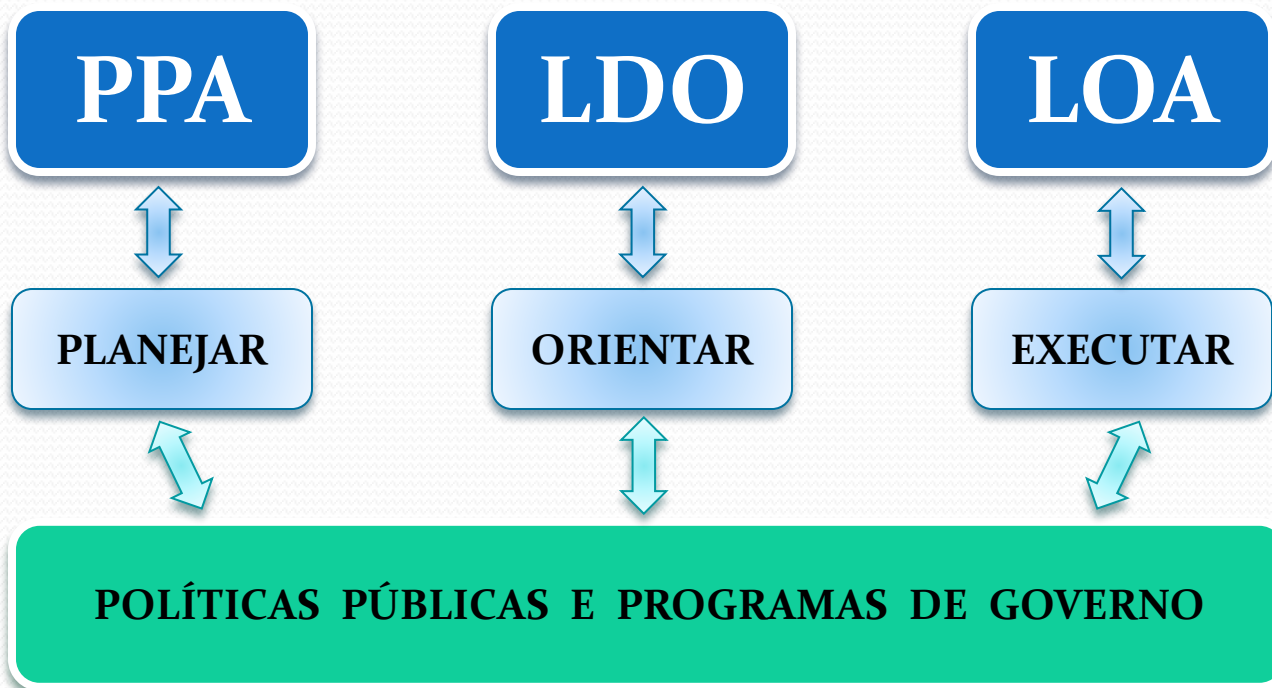 PPA
LDO
LOA
PLANEJAR
ORIENTAR
EXECUTAR
POLÍTICAS PÚBLICAS E PROGRAMAS DE GOVERNO